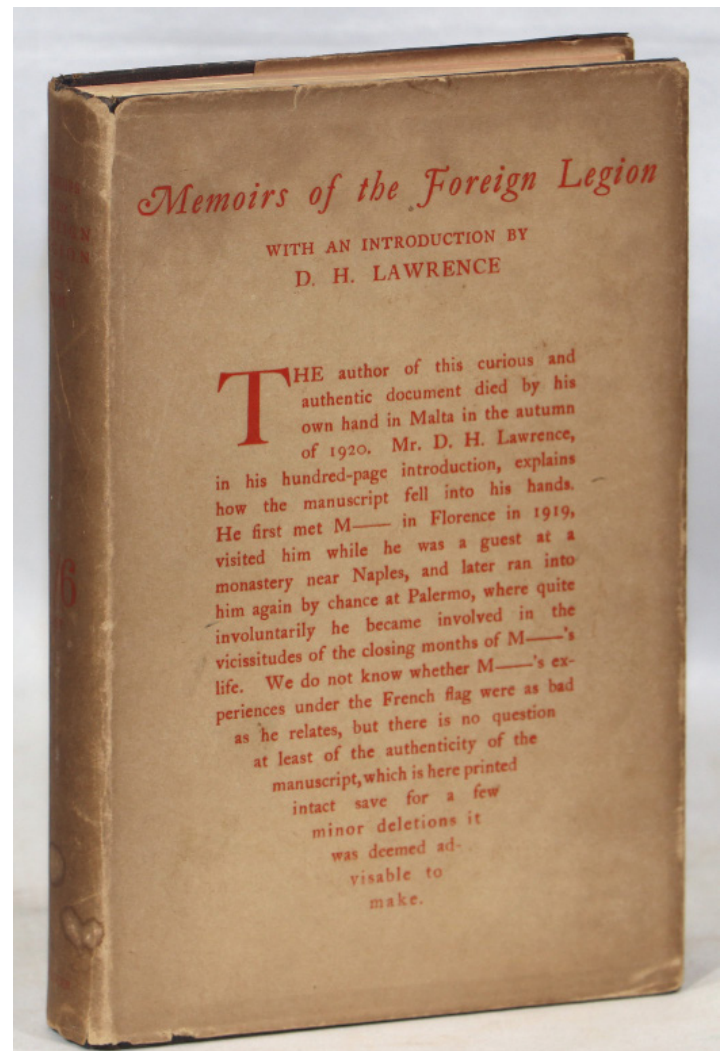 Memoirs of the Foreign Legion
WITH AN INTRODUCTION BY
D. H. LAWRENCE
THE author of this curious and
authentic document died by his
own hand in Malta in the autumn
of 1920. Mr. D. H. Lawrence,
in his hundred-page introduction, explains
how the manuscript fell into his hands.
He first met M—— in Florence in 1919,
visited him while he was a guest at a
monastery near Naples, and later ran into
him again by chance at Palermo, where quite
involuntarily he became involved in the
vicissitudes of the closing months of M——'s
life. We do not know whether M——'s ex-
periences under the French flag were as bad
as he relates, but there is no question
at least of the authenticity of the
manuscript, which is here printed
intact save for a few
minor deletions it
was deemed ad-
visable to
make.